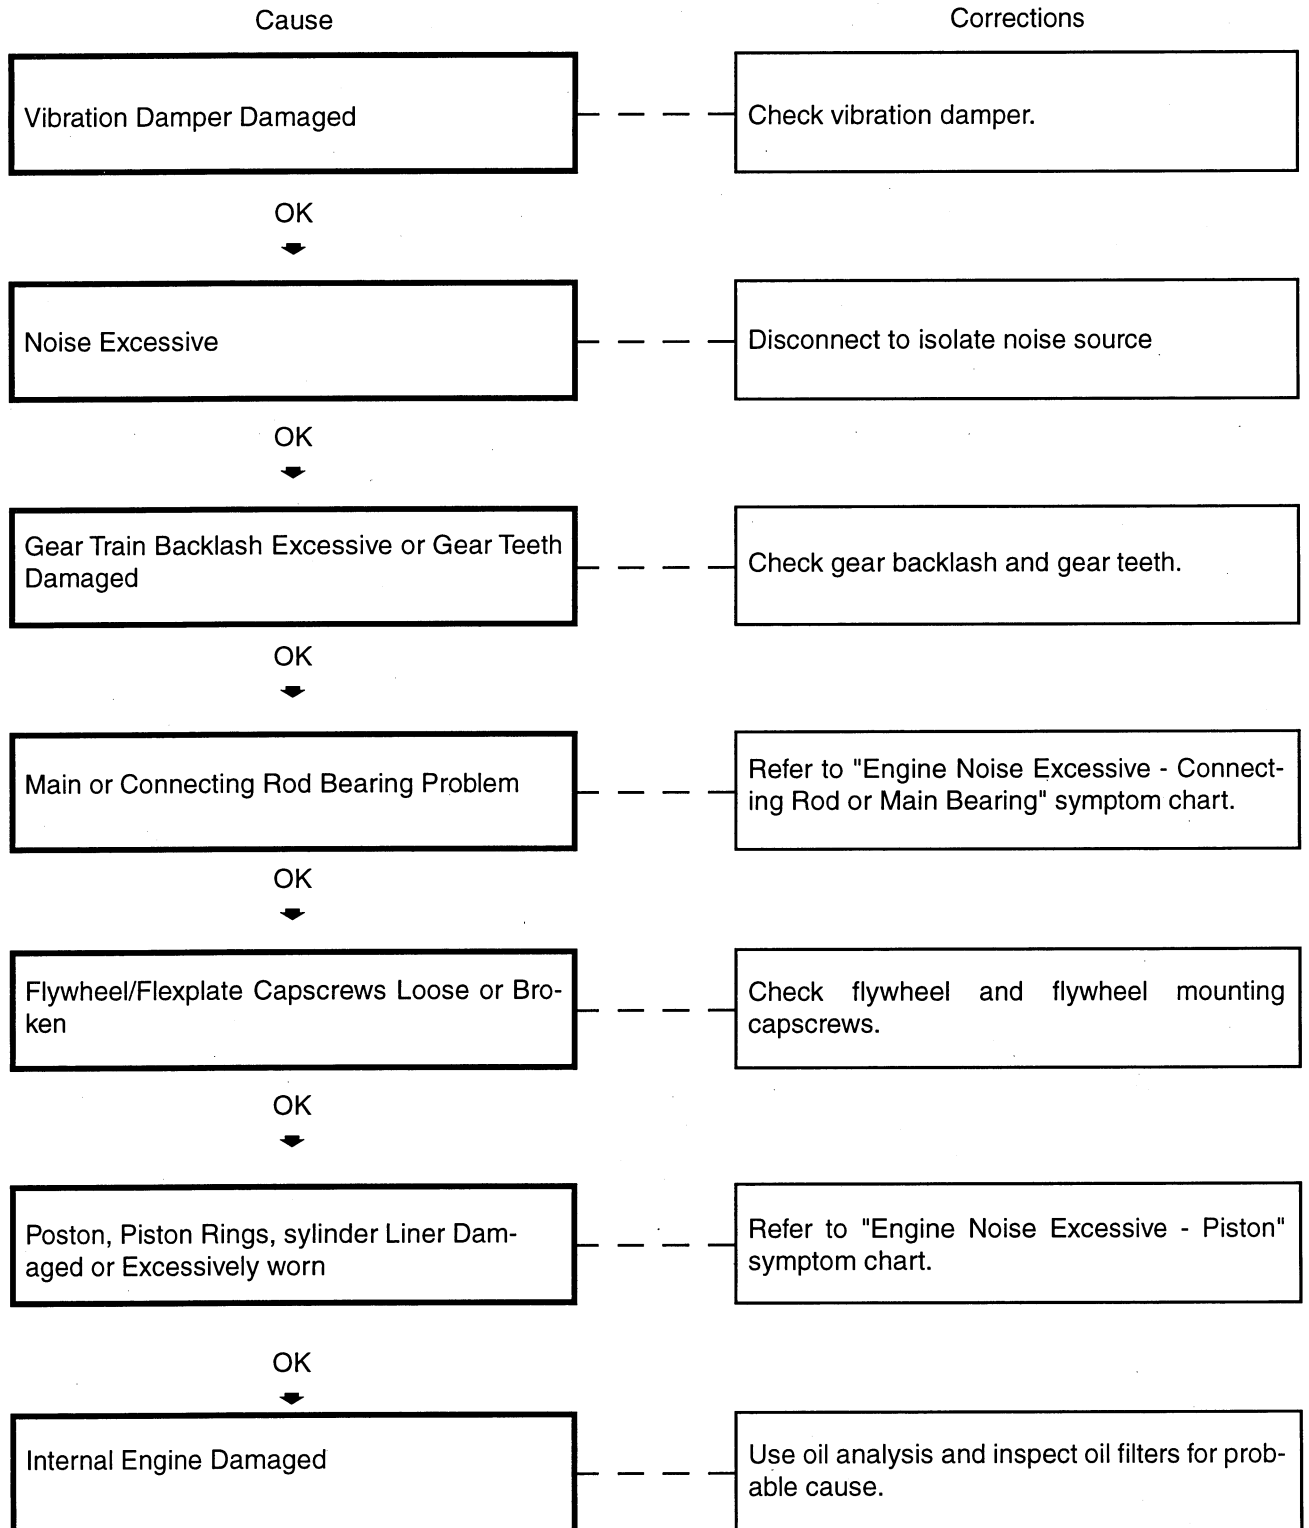 Cause
Corrections
Vibration Damper Damaged
Check vibration damper.
OK
Noise Excessive
Disconnect to isolate noise source
OK
Gear Train Backlash Excessive or Gear Teeth
Damaged
Check gear backlash and gear teeth.
OK
Main or Connecting Rod Bearing Problem
Refer to "Engine Noise Excessive - Connect-
ing Rod or Main Bearing" symptom chart.
OK
Flywheel/Flexplate Capscrews Loose or Bro-
ken
Check flywheel and flywheel mounting
capscrews.
OK
Poston, Piston Rings, sylinder Liner Dam-
aged or Excessively worn
Refer to "Engine Noise Excessive - Piston"
symptom chart.
OK
Internal Engine Damaged
Use oil analysis and inspect oil filters for prob-
able cause.